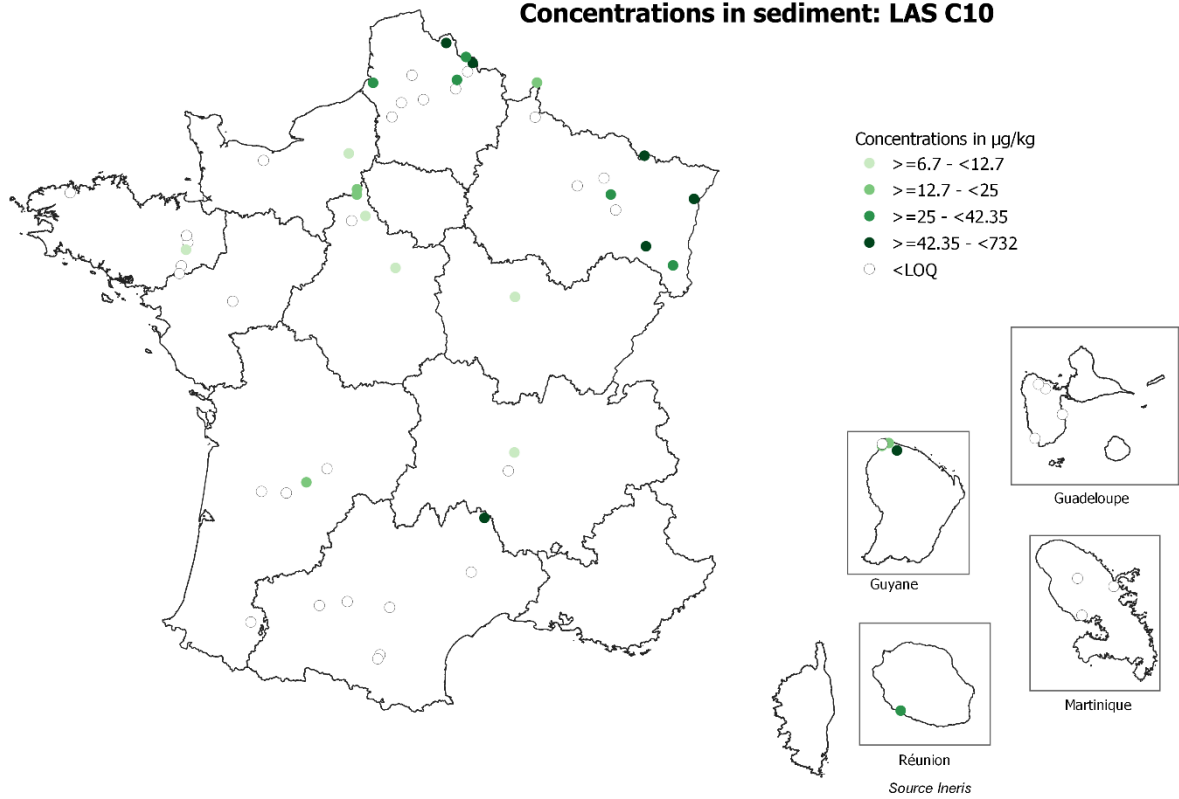 Concentrations in sediment: LAS C10
Concentrations in µg/kg
>=6.7 - <12.7
>=12.7 - <25
>=25 - <42.35
>=42.35 - <732
<LOQ
Guadeloupe
Guyane
Martinique
Réunion
Source Ineris